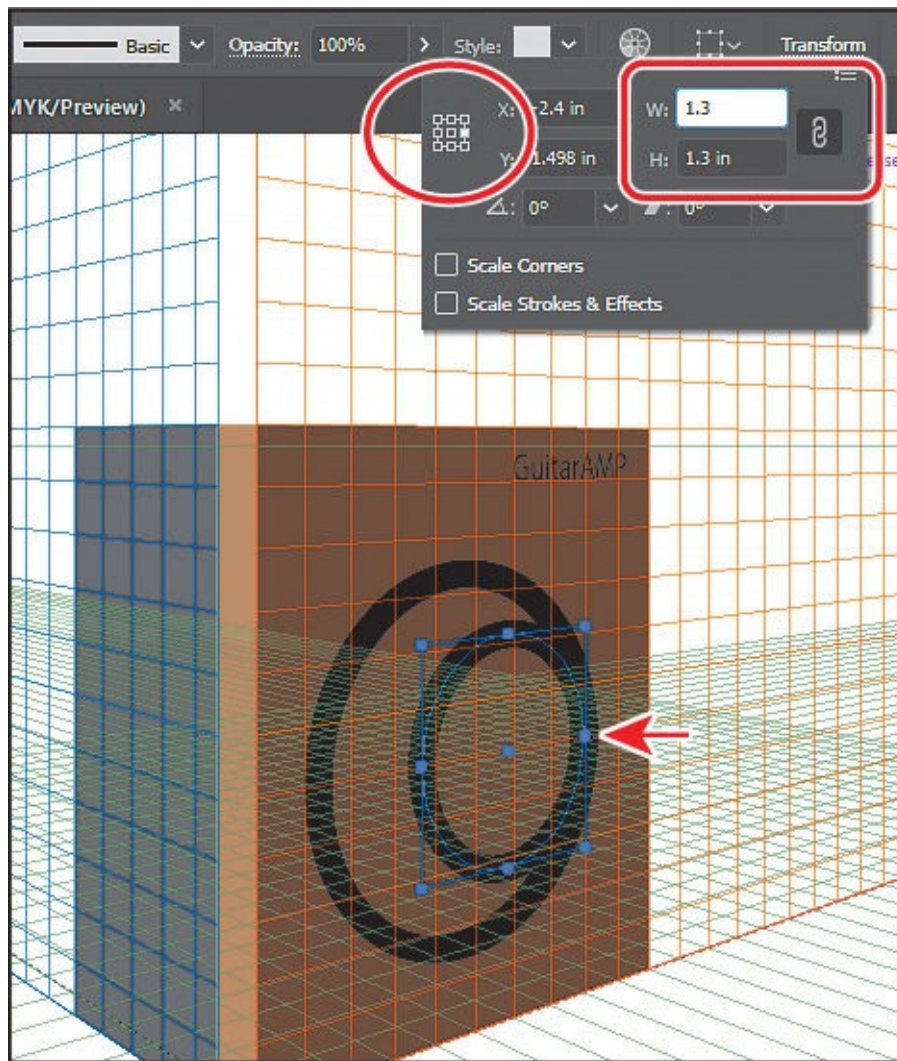 Basic Opacity: 100% Style: Transform
MYK/Preview) ×
X: -2.4 in W: 1.3
Y: 1.498 in H: 1.3 in
0° 0°
Scale Corners
Scale Strokes & Effects
GuitarAMP